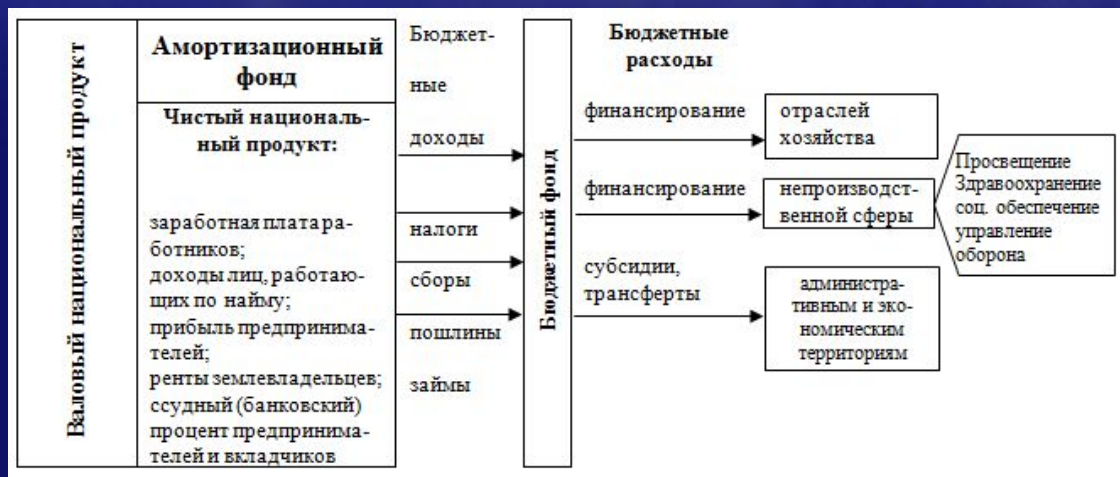 Валовый национальный продукт
Амортизационный
фонд
Чистый националь-
ный продукт:
заработная плата ра-
ботников;
доходы лиц, работаю-
щих по найму;
прибыль предпринима-
телей;
ренты землевладельцев;
ссудный (банковский)
процент предпринима-
телей и вкладчиков
Бюджет-
ные
доходы
налоги
сборы
пошлины
займы
Бюджетный фонд
Бюджетные
расходы
финансирование
отраслей
хозяйства
финансирование
непроизводст-
венной сферы
Просвещение
Здравоохранение
соц. обеспечение
управление
оборона
субсидии,
трансферты
администра-
тивным и эко-
номическим
территориям